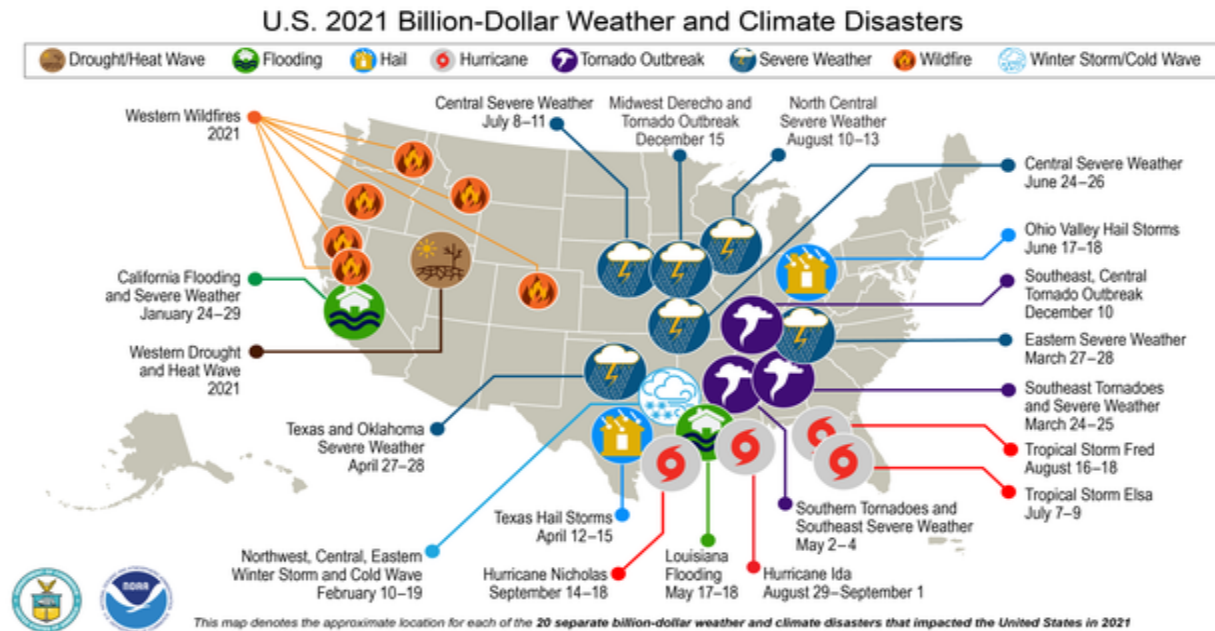 U.S. 2021 Billion-Dollar Weather and Climate Disasters
Drought/Heat Wave Flooding Hail Hurricane Tornado Outbreak Severe Weather Wildfire Winter Storm/Cold Wave
Western Wildfires
2021
Central Severe Weather
July 8–11
Midwest Derecho and
Tornado Outbreak
December 15
North Central
Severe Weather
August 10–13
Central Severe Weather
June 24–26
Ohio Valley Hail Storms
June 17–18
California Flooding
and Severe Weather
January 24–29
Southeast, Central
Tornado Outbreak
December 10
Western Drought
and Heat Wave
2021
Eastern Severe Weather
March 27–28
Southeast Tornadoes
and Severe Weather
March 24–25
Texas and Oklahoma
Severe Weather
April 27–28
Tropical Storm Fred
August 16–18
Tropical Storm Elsa
July 7–9
Texas Hail Storms
April 12–15
Southern Tornadoes and
Southeast Severe Weather
May 2–4
Northwest, Central, Eastern
Winter Storm and Cold Wave
February 10–19
Hurricane Nicholas
September 14–18
Louisiana
Flooding
May 17–18
Hurricane Ida
August 29–September 1
NOAA
This map denotes the approximate location for each of the 20 separate billion-dollar weather and climate disasters that impacted the United States in 2021